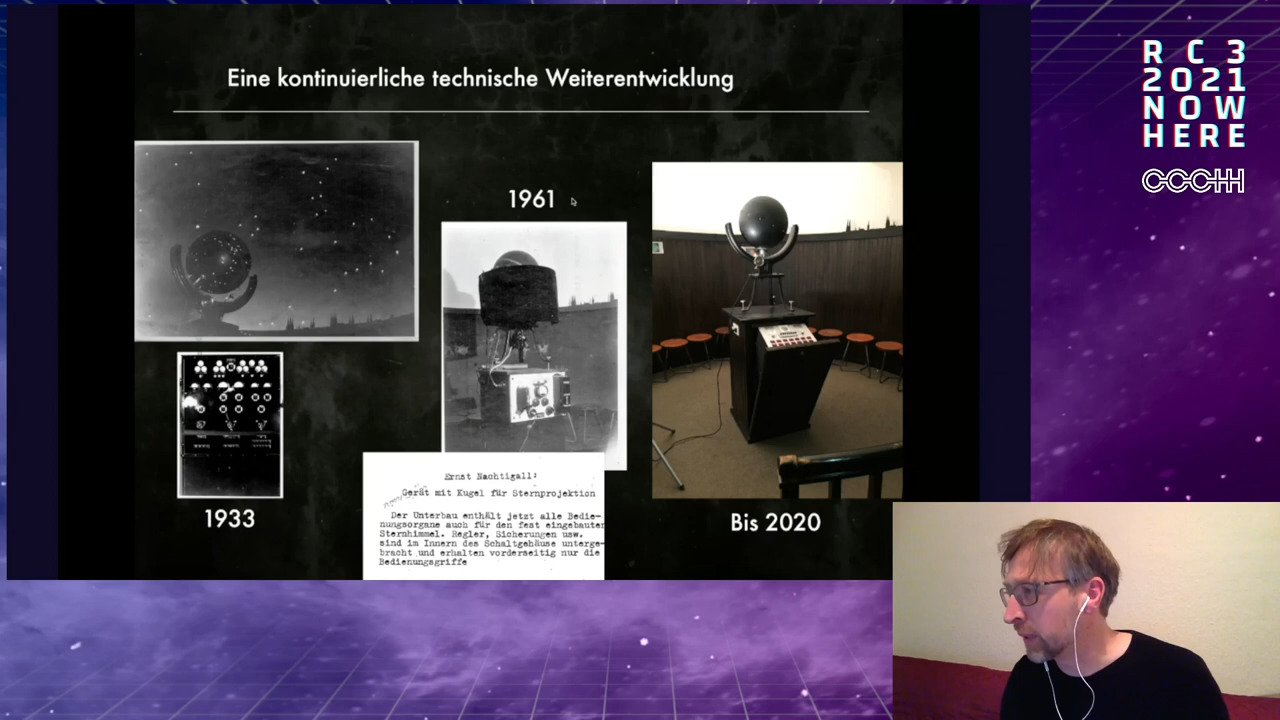 Eine kontinuierliche technische Weiterentwicklung
1961
1933
Bis 2020
Ernst Nachtigall:
Gerät mit Kugel für Sternprojektion
Der Unterbau enthält jetzt alle Bedie-
nungsorgane auch für den fest eingebauten
Sternhimmel. Regler, Sicherungen usw.
sind im Innern des Schaltgehäuse unterge-
bracht und erhalten vorderseitig nur die
Bedienungsgriffe
R C 3
2021
NOW
HERE
CCCHH